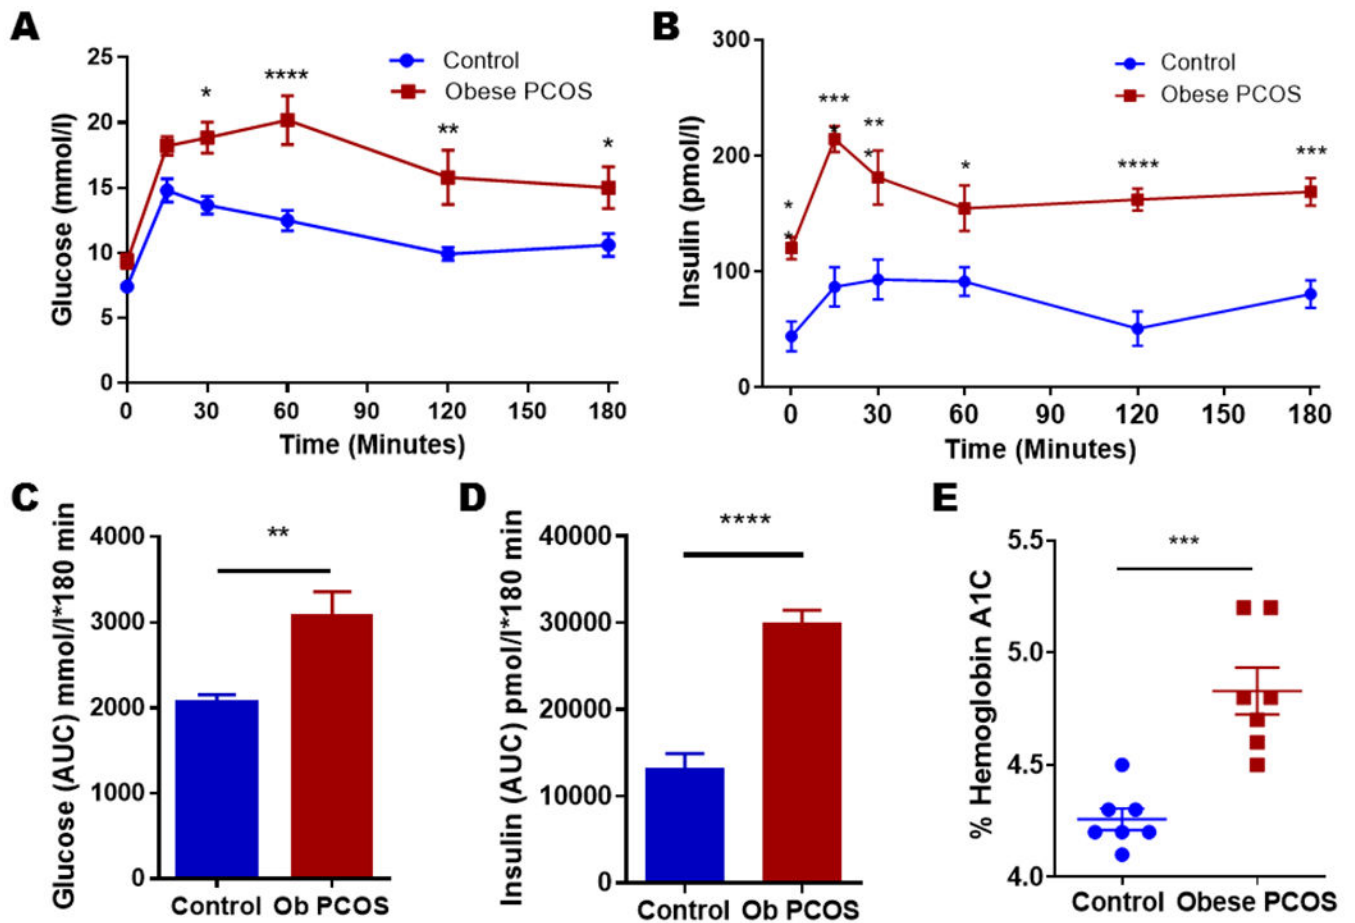 A
Glucose (mmol/l)
25
20
15
10
5
0
Control
Obese PCOS
*
****
**
*
0 30 60 90 120 150 180
Time (Minutes)
B
Insulin (pmol/l)
300
200
100
0
Control
Obese PCOS
*
*
***
*
**
*
*
****
***
0 30 60 90 120 150 180
Time (Minutes)
C
Glucose (AUC) mmol/l*180 min
4000
3000
2000
1000
0
**
Control Ob PCOS
D
Insulin (AUC) pmol/l*180 min
40000
30000
20000
10000
0
****
Control Ob PCOS
E
% Hemoglobin A1C
5.5
5.0
4.5
4.0
***
Control Obese PCOS